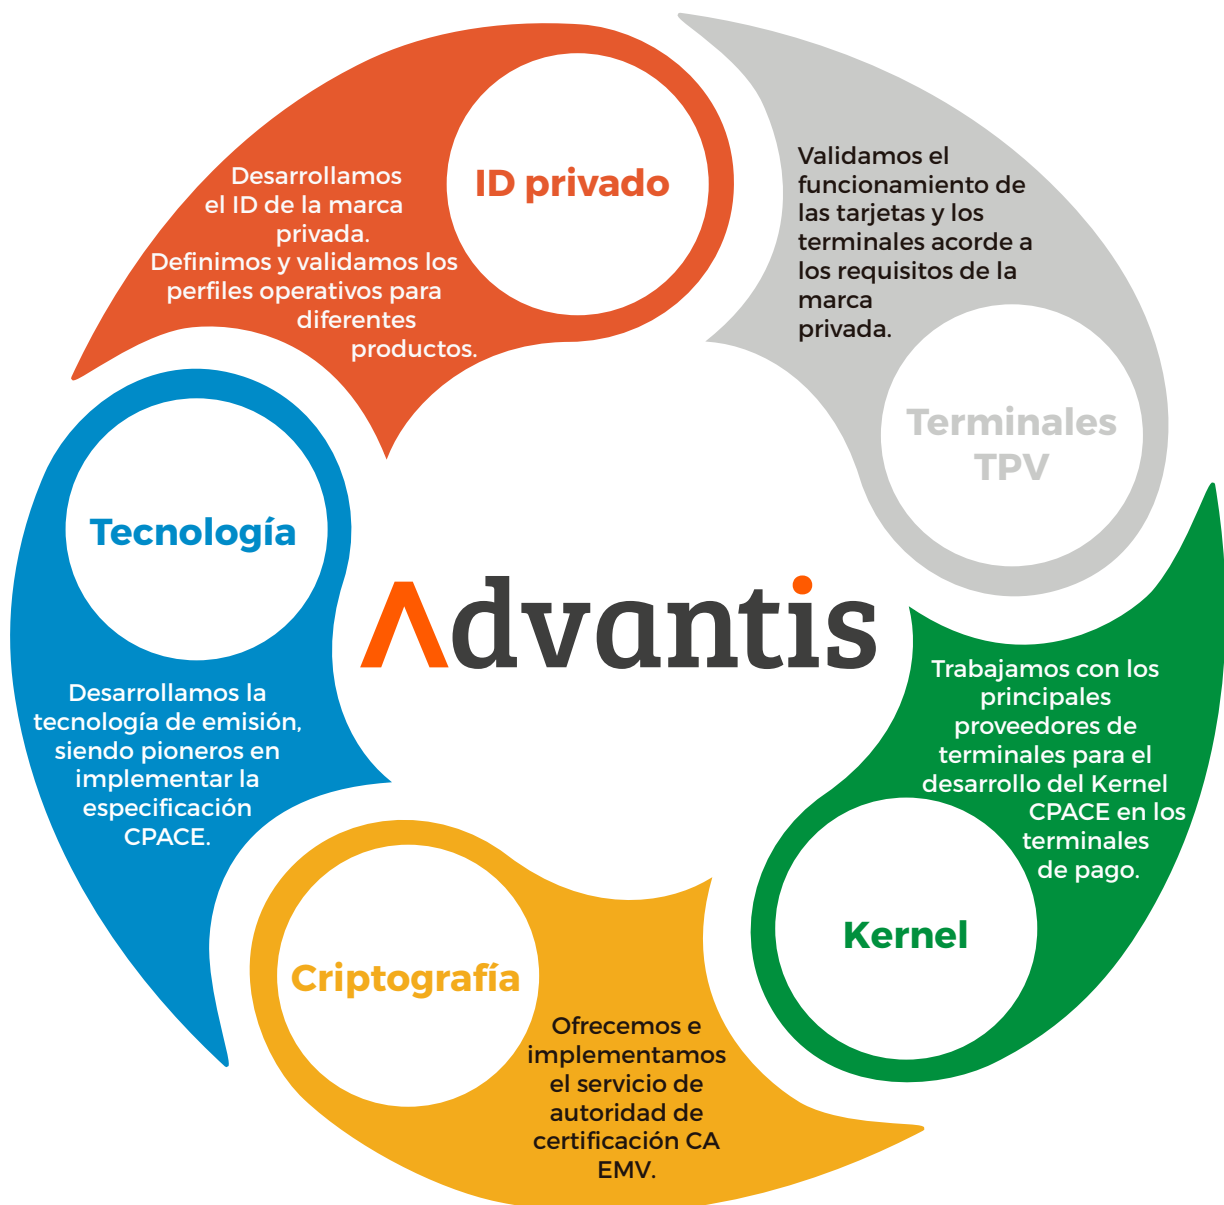 ID privado
Desarrollamos
el ID de la marca
privada.
Definimos y validamos los
perfiles operativos para
diferentes
productos.
Validamos el
funcionamiento de
las tarjetas y los
terminales acorde a
los requisitos de la
marca
privada.
Terminales
TPV
Tecnología
Desarrollamos la
tecnología de emisión,
siendo pioneros en
implementar la
especificación
CPACE.
Advantis
Trabajamos con los
principales
proveedores de
terminales para el
desarrollo del Kernel
CPACE en los
terminales
de pago.
Kernel
Criptografía
Ofrecemos e
implementamos
el servicio de
autoridad de
certificación CA
EMV.